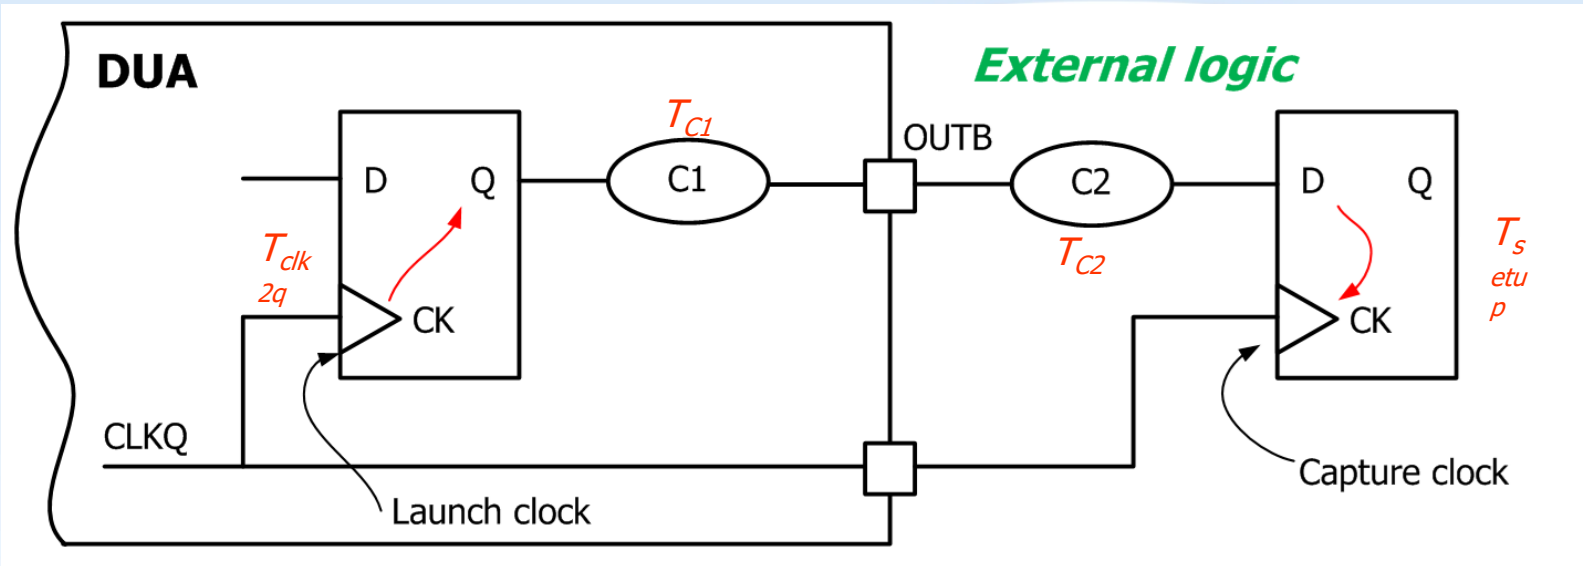 DUA
External logic
T_C1
OUTB
D
Q
C1
C2
D
Q
T_clk
2q
T_C2
T_s
etu
p
CK
CK
CLKQ
Capture clock
Launch clock